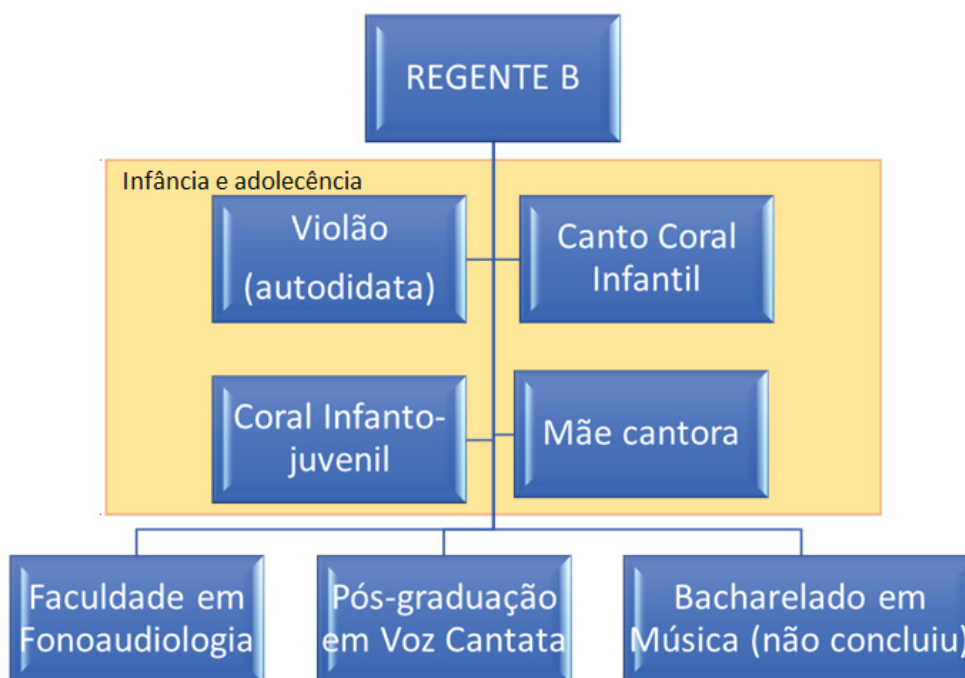 REGENTE B
Infância e adolecência
Violão
(autodidata)
Canto Coral
Infantil
Coral Infanto-
juvenil
Mãe cantora
Faculdade em
Fonoaudiologia
Pós-graduação
em Voz Cantata
Bacharelado em
Música (não concluiu)